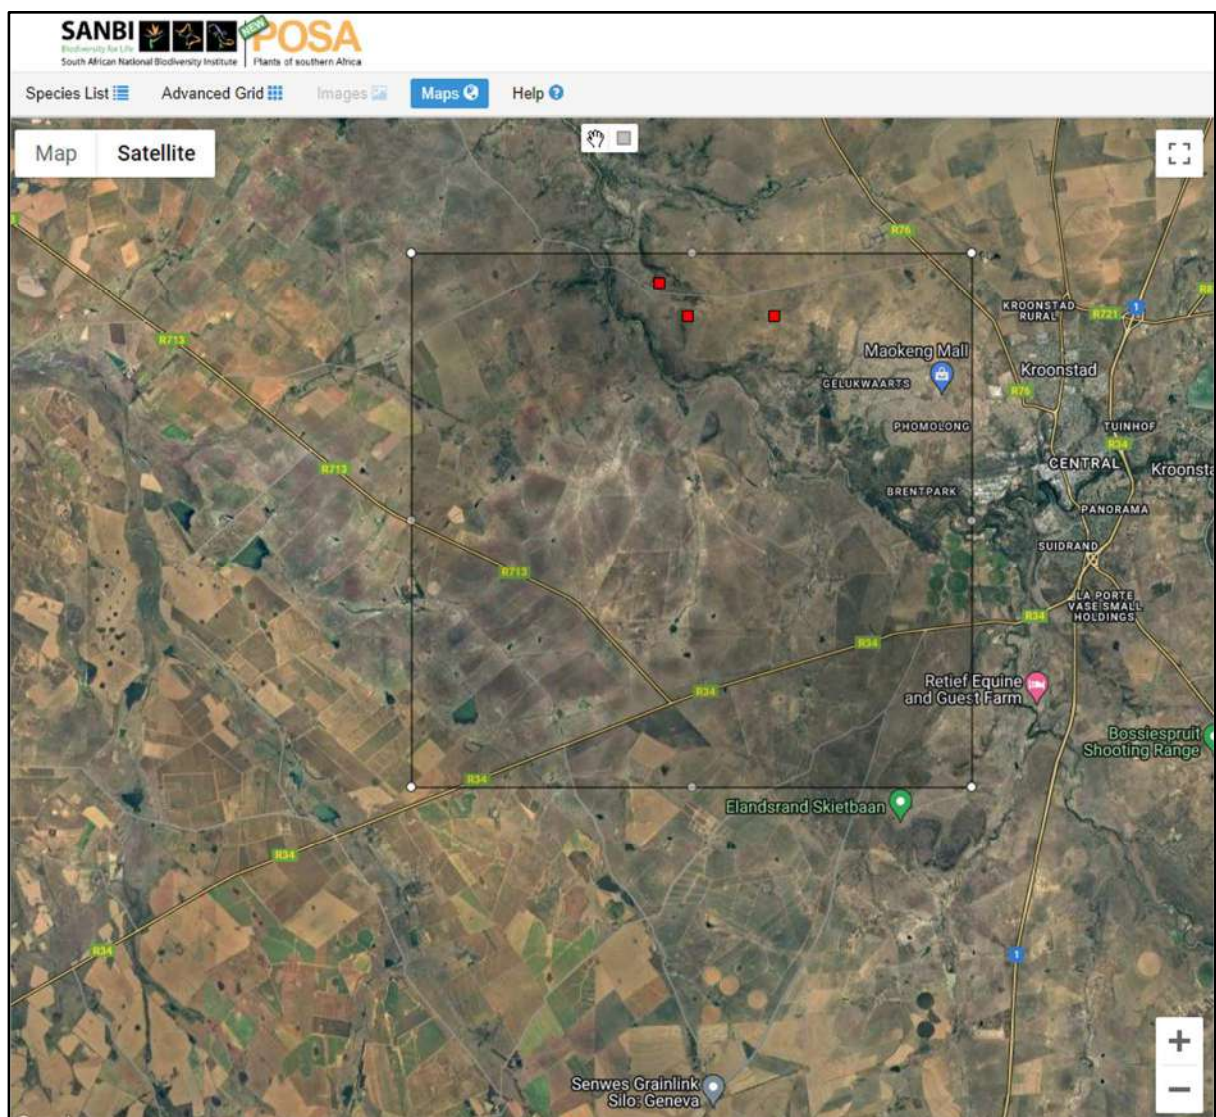 SANBI
Biodiversity for Life
South African National Biodiversity Institute
NEW
POSA
Plants of southern Africa
Species List
Advanced Grid
Images
Maps
Help ?
Map
Satellite
R76
KROONSTAD
RURAL
1
R721
R713
Maokeng Mall
GELUKWAARTS
Kroonstad
R76
PHOMOLONG
TUINHOF
R34
R713
CENTRAL
BRENTPARK
PANORAMA
SUIDRAND
R713
LA PORTE
VASE SMALL
HOLDINGS
R34
R34
R34
Retief Equine
and Guest Farm
Bossiespruit
Shooting Range
R34
Elandsrand Skietbaan
R34
R34
1
Senwes Grainlink
Silo: Geneva
+
−